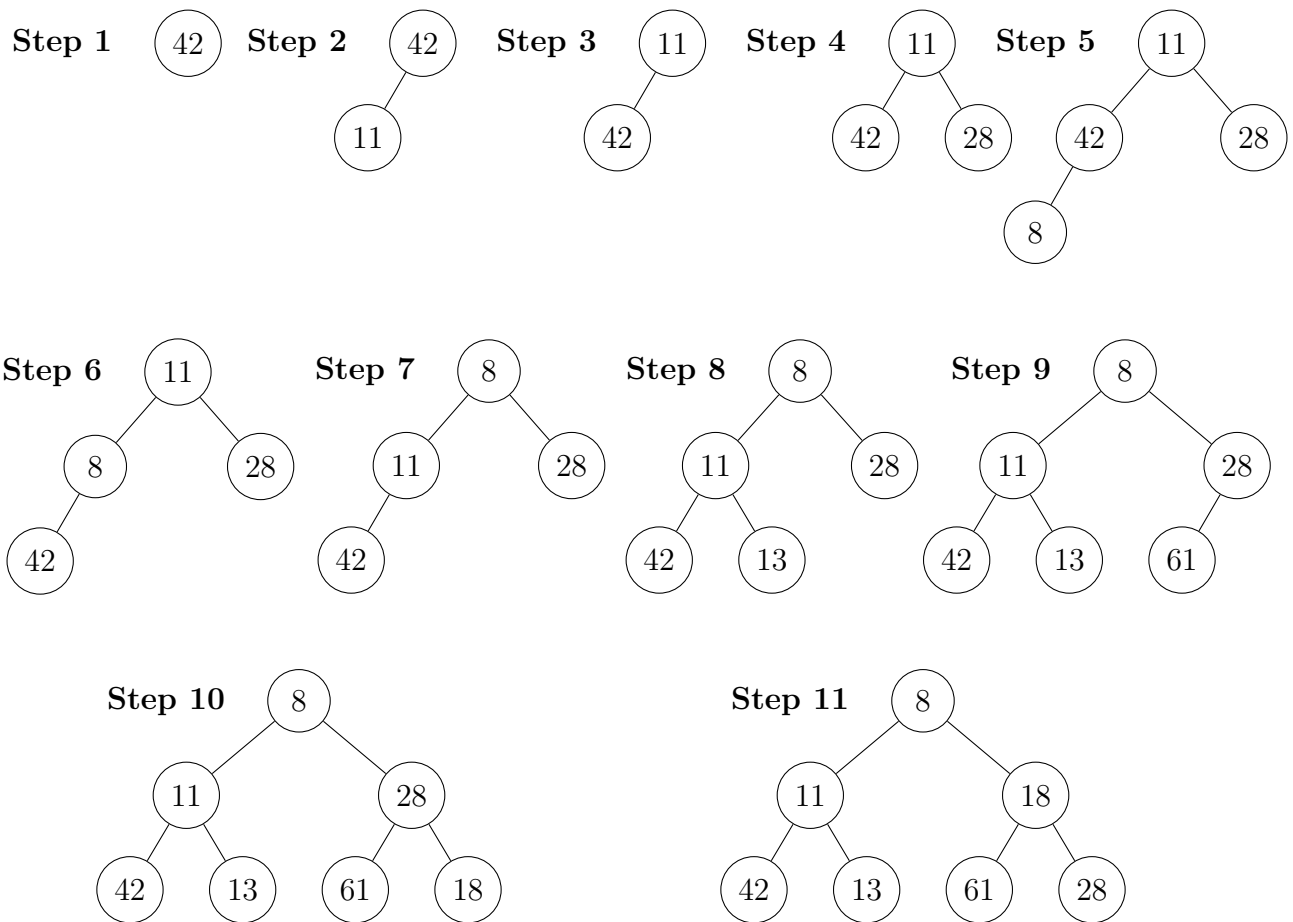 Step 1 42 Step 2 42 Step 3 11 Step 4 11 Step 5 11
11 42 42 28 42 28
8
Step 6 11 Step 7 8 Step 8 8 Step 9 8
8 28 11 28 11 28 11 28
42 42 42 13 42 13 61
Step 10 8 Step 11 8
11 28 11 18
42 13 61 18 42 13 61 28